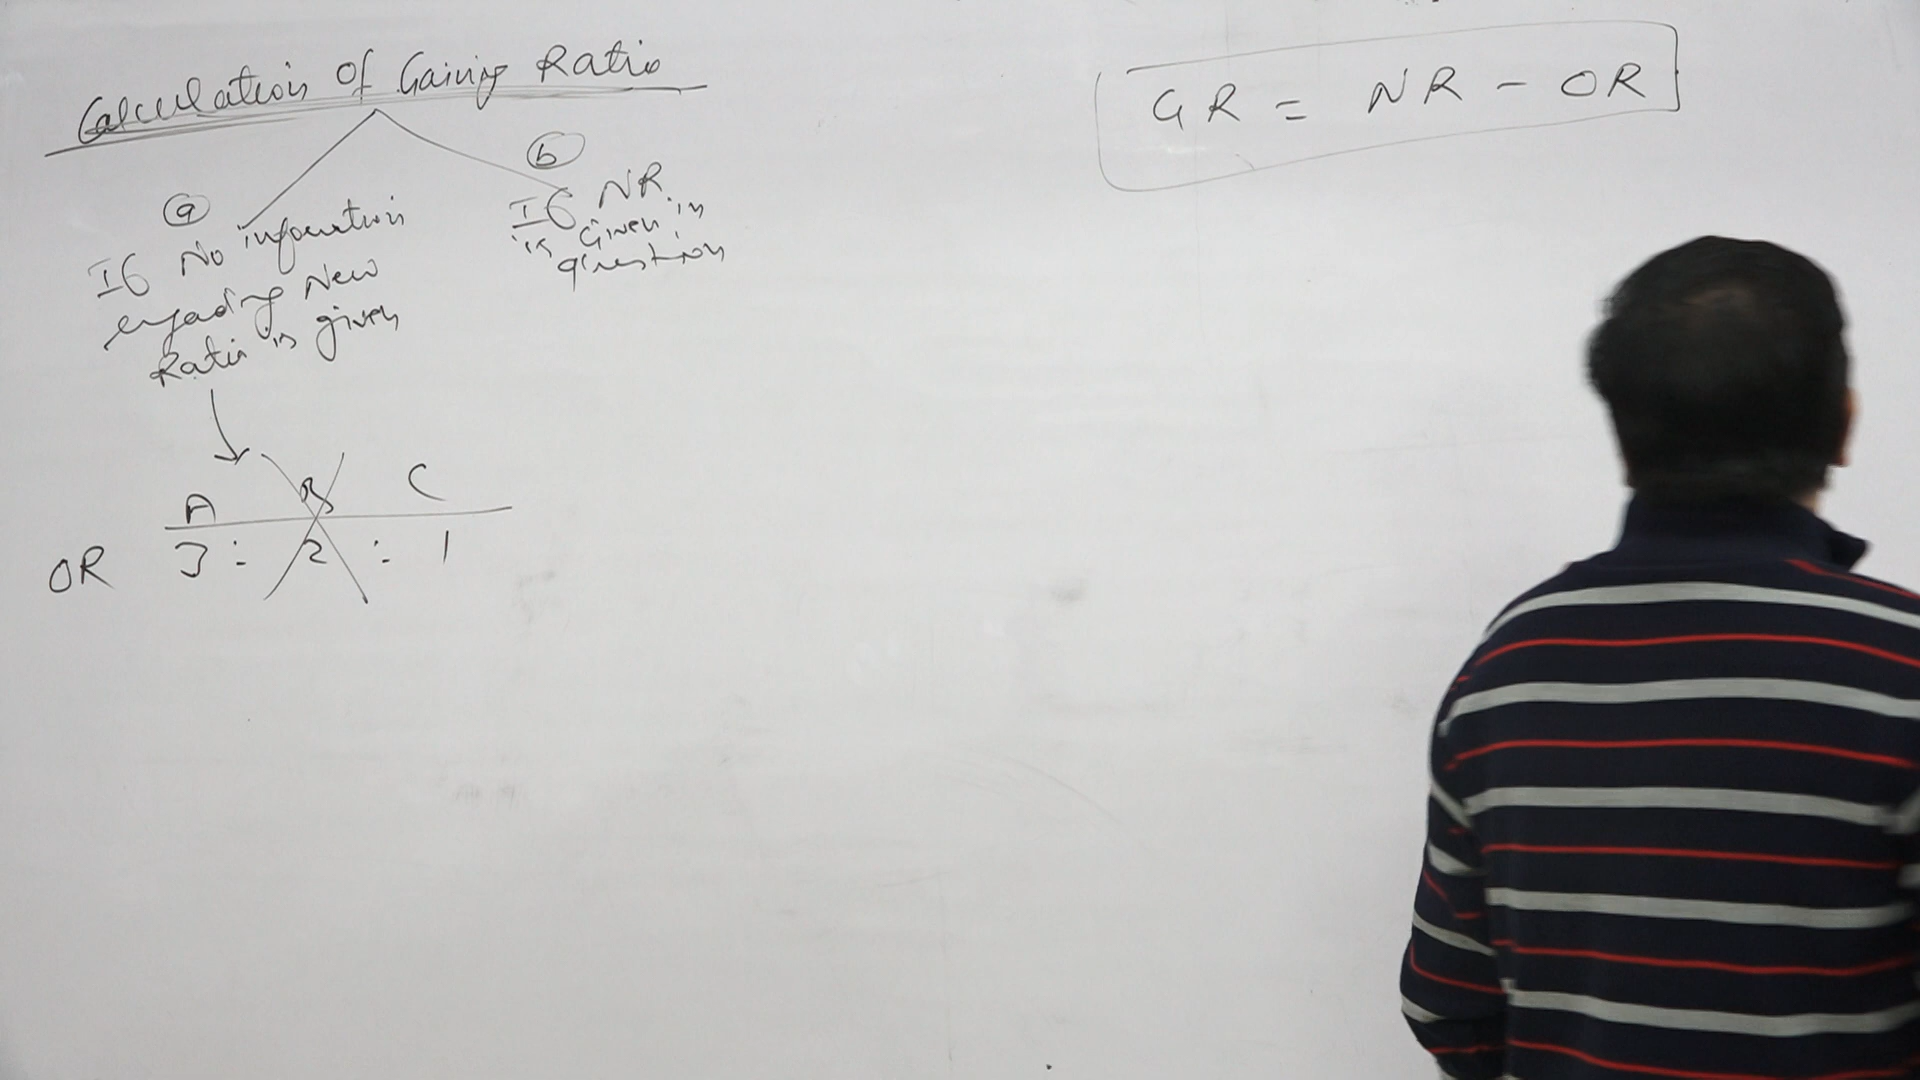 Calculation Of Gaining Ratio
GR = NR - OR
(a)
If No information
regarding New
Ratio is given
(b)
If NR
is Given in
question
A B C
OR 3 : 2 : 1